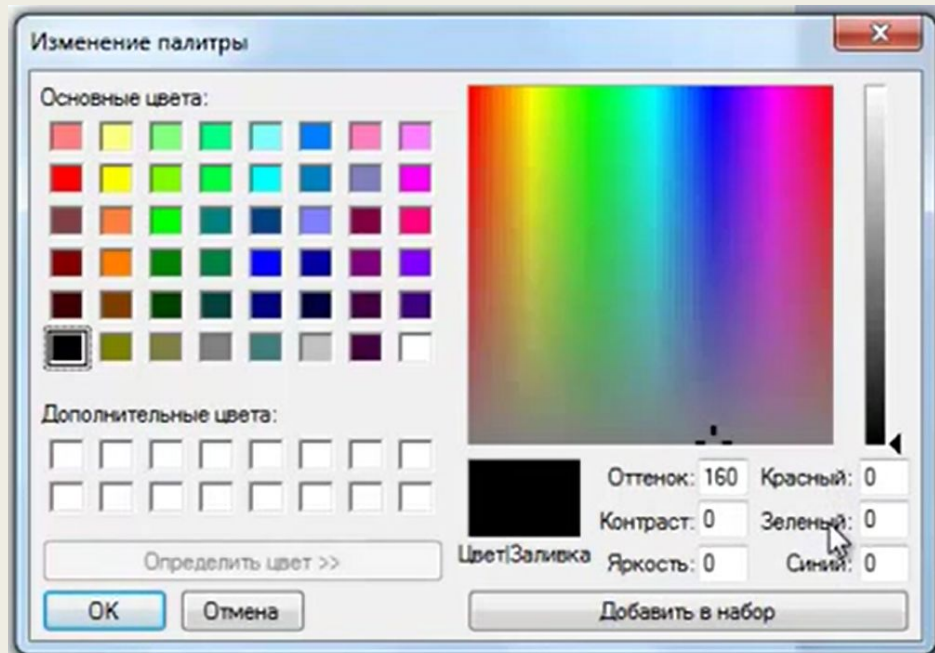 Изменение палитры
Основные цвета:
Дополнительные цвета:
Определить цвет >>
ОК
Отмена
Цвет|Заливка
Оттенок: 160
Контраст: 0
Яркость: 0
Красный: 0
Зеленый: 0
Синий: 0
Добавить в набор